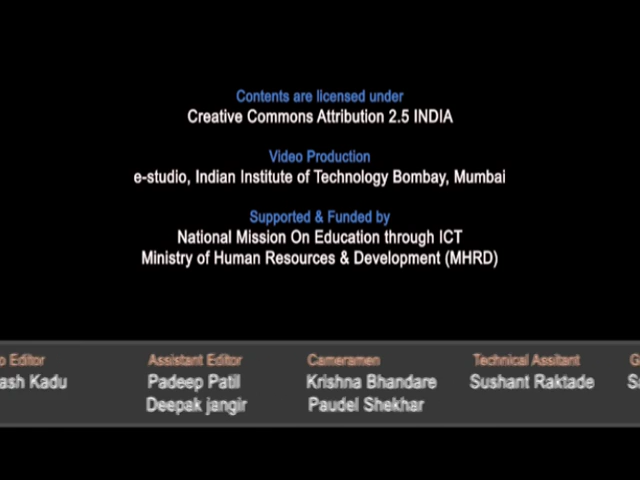 Contents are licensed under
Creative Commons Attribution 2.5 INDIA
Video Production
e-studio, Indian Institute of Technology Bombay, Mumbai
Supported & Funded by
National Mission On Education through ICT
Ministry of Human Resources & Development (MHRD)
Editor Assistant Editor Cameramen Technical Assitant
Kadu Padeep Patil Krishna Bhandare Sushant Raktade
Deepak jangir Paudel Shekhar